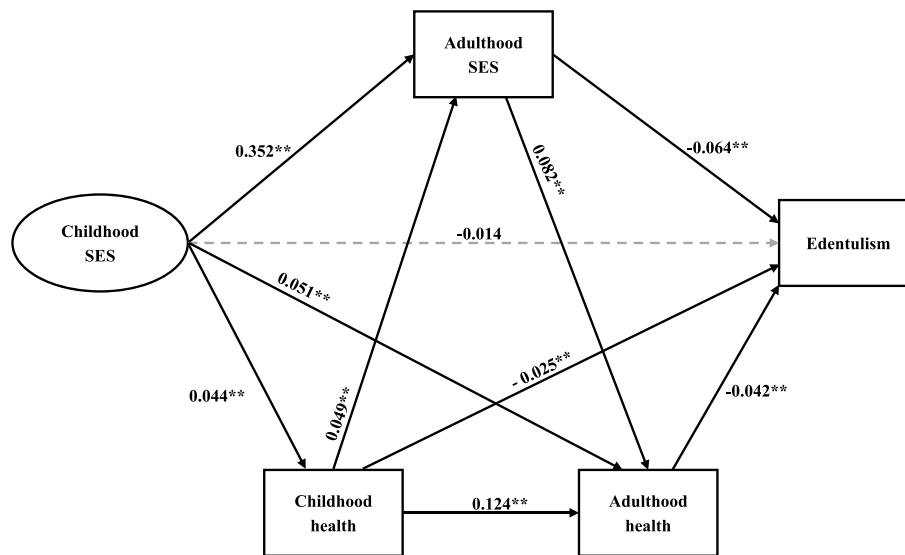 Adulthood
SES
0.352**
-0.064**
0.082**
Childhood
SES
-0.014
Edentulism
0.051**
- 0.025**
0.044**
0.049**
-0.042**
Childhood
health
0.124**
Adulthood
health